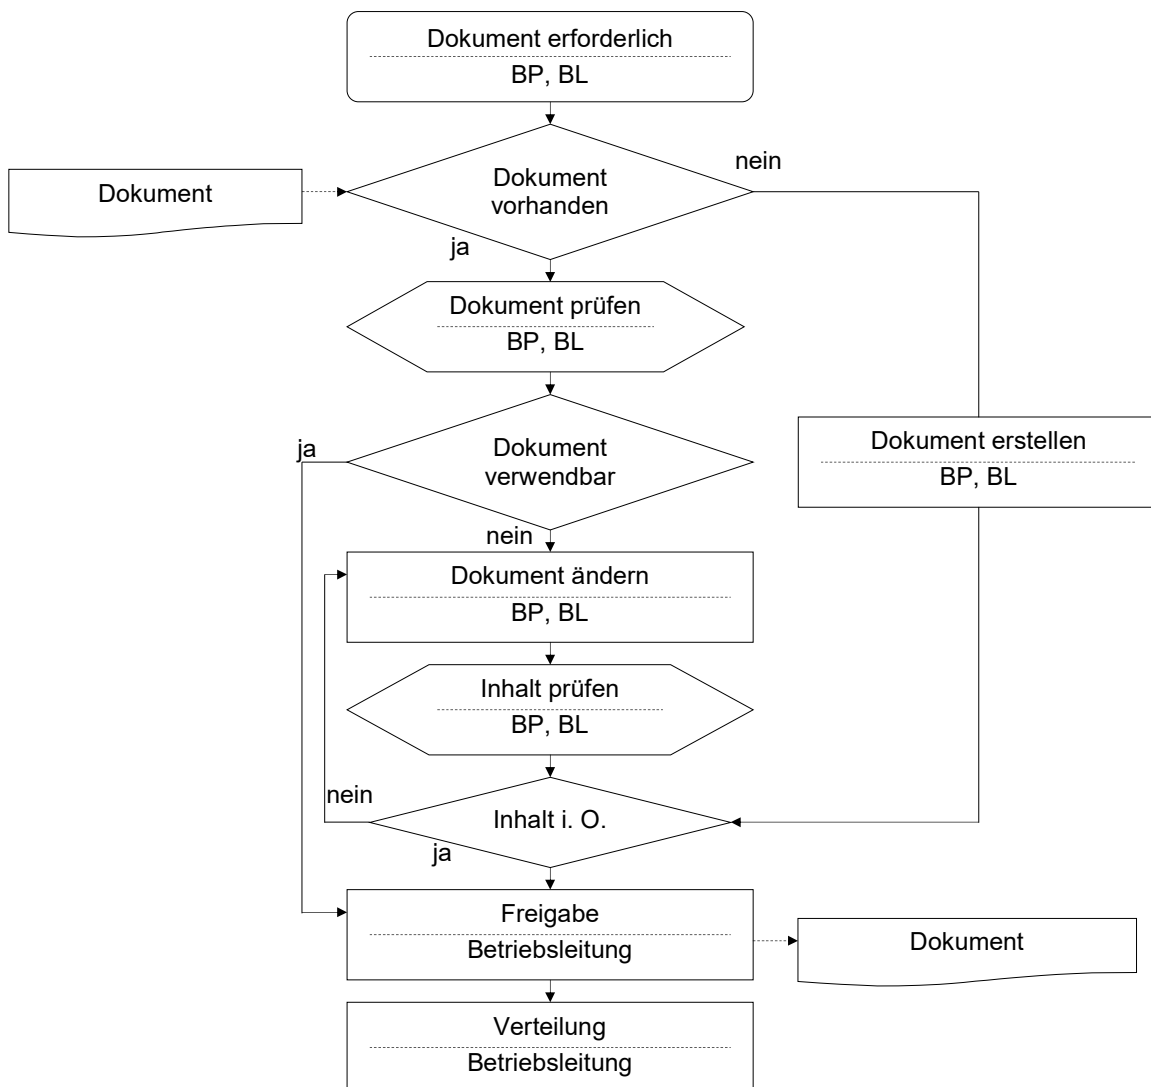 Dokument erforderlich
BP, BL
nein
Dokument
Dokument
vorhanden
ja
Dokument prüfen
BP, BL
ja
Dokument
verwendbar
Dokument erstellen
BP, BL
nein
Dokument ändern
BP, BL
Inhalt prüfen
BP, BL
nein
Inhalt i. O.
ja
Freigabe
Betriebsleitung
Dokument
Verteilung
Betriebsleitung